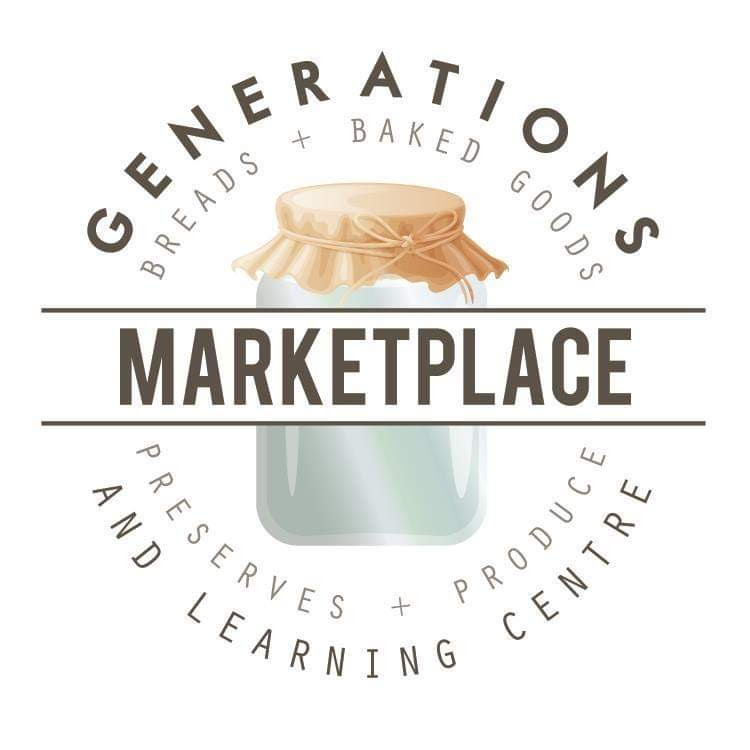 GENERATIONS
BREADS + BAKED GOODS
MARKETPLACE
PRESERVES + PRODUCE
AND LEARNING CENTRE